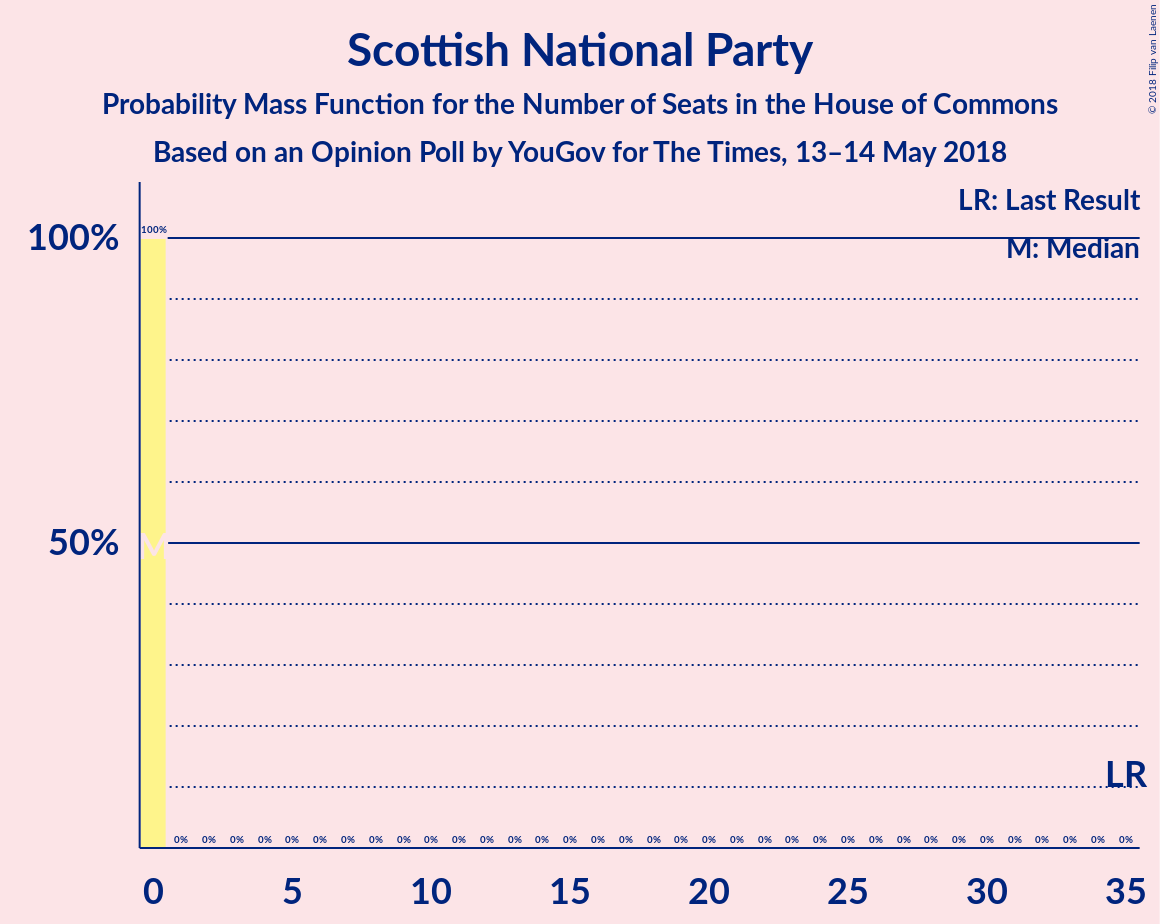 Scottish National Party
Probability Mass Function for the Number of Seats in the House of Commons
Based on an Opinion Poll by YouGov for The Times, 13–14 May 2018
© 2018 Filip van Laenen
LR: Last Result
M: Median
100%
100%
50%
M
LR
0% 0% 0% 0% 0% 0% 0% 0% 0% 0% 0% 0% 0% 0% 0% 0% 0% 0% 0% 0% 0% 0% 0% 0% 0% 0% 0% 0% 0% 0% 0% 0% 0% 0% 0%
0 5 10 15 20 25 30 35